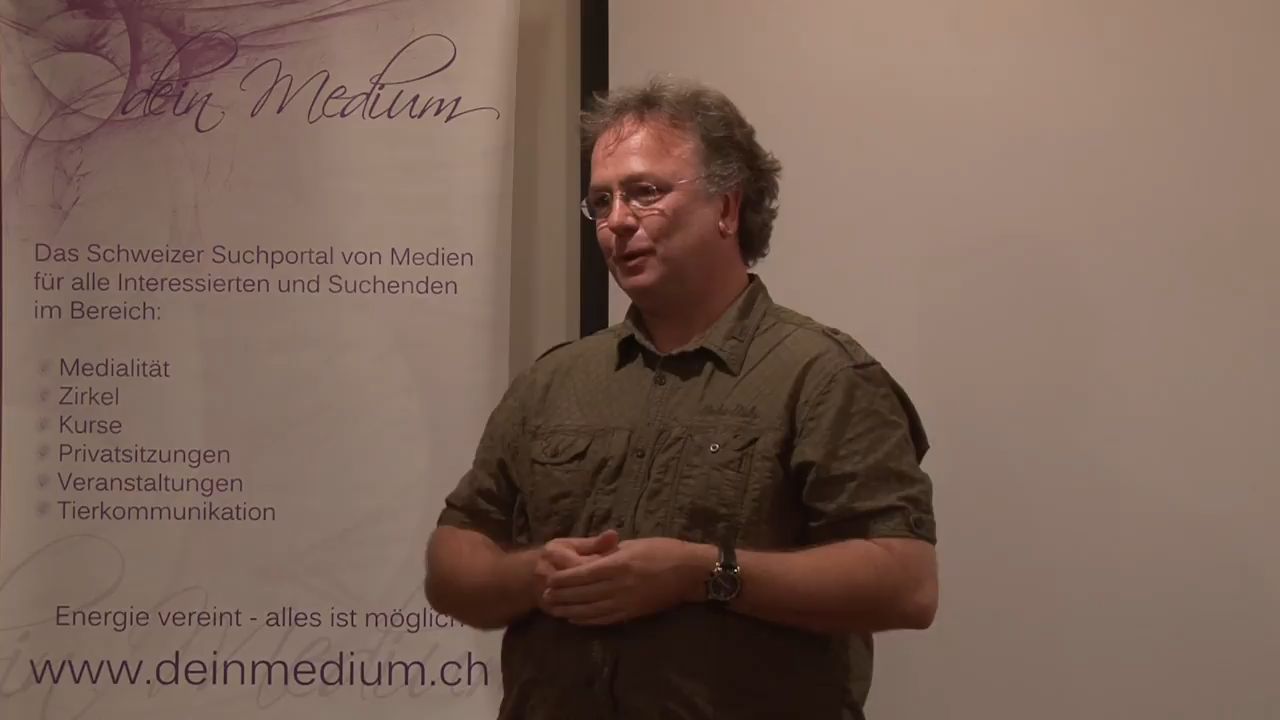 dein Medium
Das Schweizer Suchportal von Medien
für alle Interessierten und Suchenden
im Bereich:
Medialität
Zirkel
Kurse
Privatsitzungen
Veranstaltungen
Tierkommunikation
Energie vereint - alles ist möglich
www.deinmedium.ch